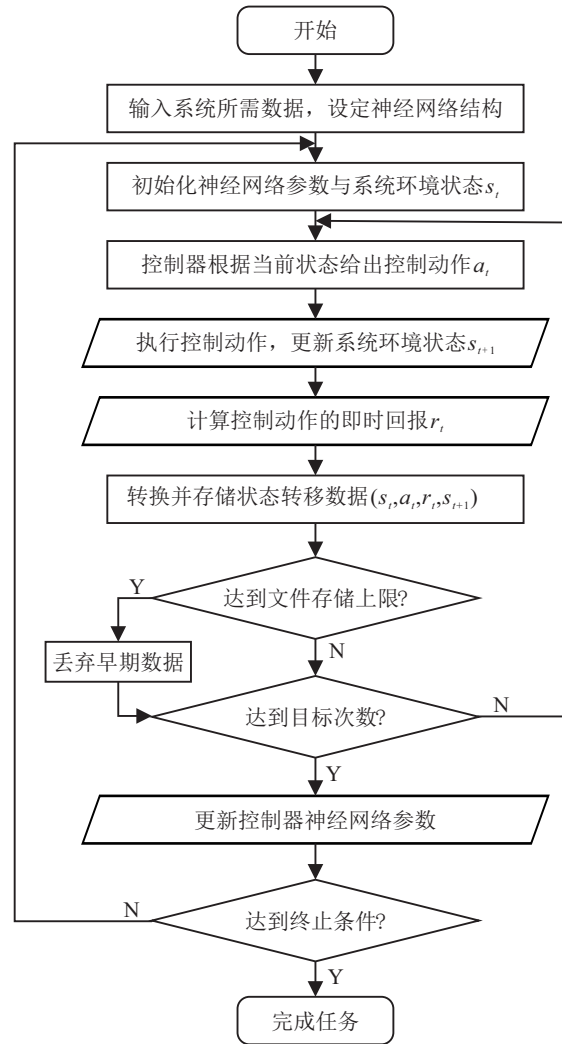 开始
输入系统所需数据，设定神经网络结构
初始化神经网络参数与系统环境状态s_t
控制器根据当前状态给出控制动作a_t
执行控制动作，更新系统环境状态s_{t+1}
计算控制动作的即时回报r_t
转换并存储状态转移数据(s_t,a_t,r_t,s_{t+1})
Y
达到文件存储上限?
N
丢弃早期数据
达到目标次数?
N
Y
更新控制器神经网络参数
N
达到终止条件?
Y
完成任务